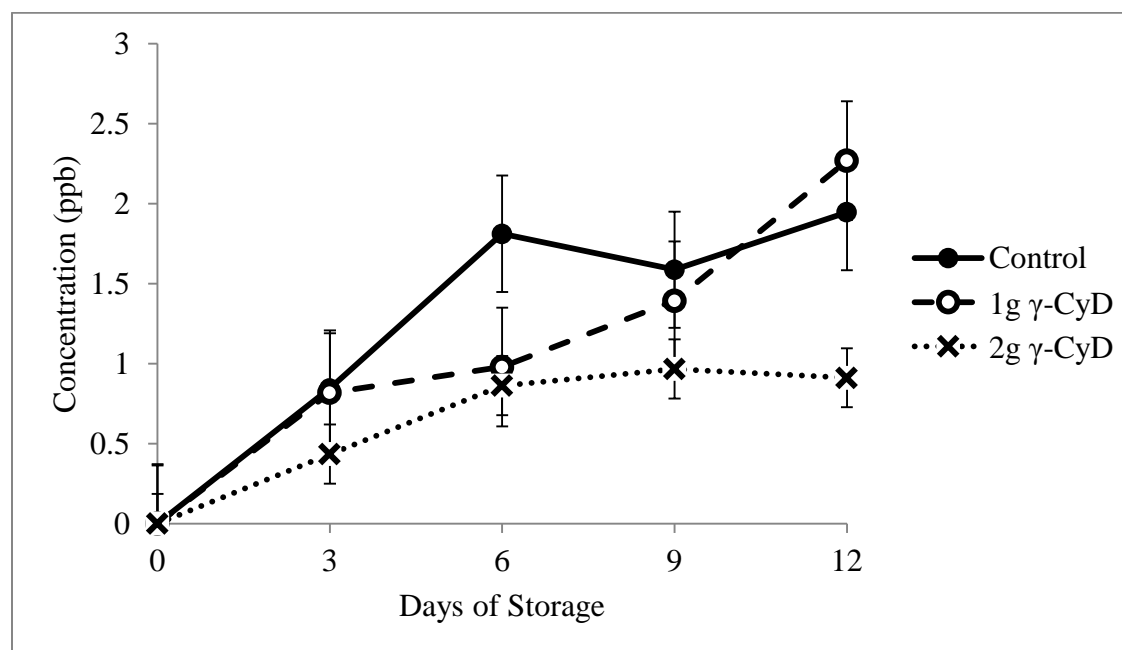 3
2.5
2
1.5
1
0.5
0
Concentration (ppb)
0 3 6 9 12
Days of Storage
Control
1g γ-CyD
2g γ-CyD